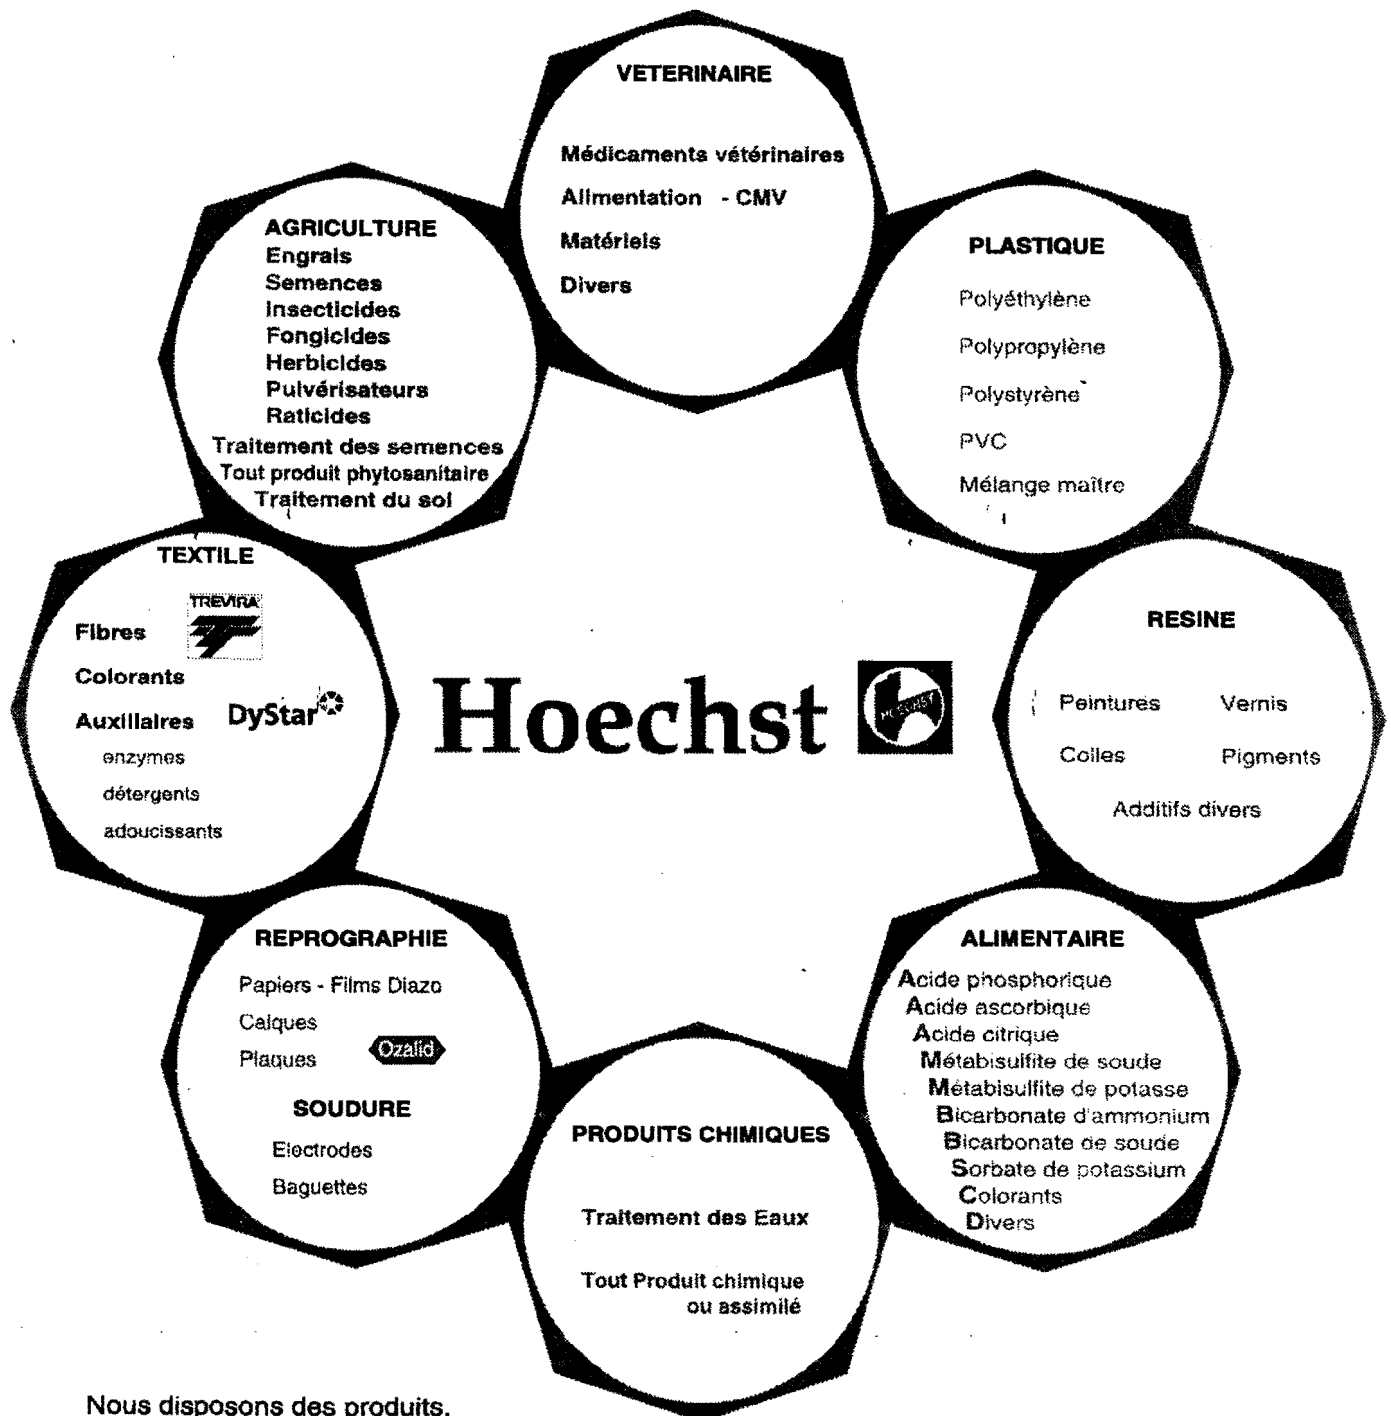 VETERINAIRE
Médicaments vétérinaires
Alimentation - CMV
Matériels
Divers
AGRICULTURE
Engrais
Semences
Insecticides
Fongicides
Herbicides
Pulvérisateurs
Raticides
Traitement des semences
Tout produit phytosanitaire
Traitement du sol
PLASTIQUE
Polyéthylène
Polypropylène
Polystyrène
PVC
Mélange maître
TEXTILE
TREVIRA
Fibres
Colorants
Auxiliaires
DyStar
enzymes
détergents
adoucissants
Hoechst
HOECHST
RESINE
Peintures Vernis
Colles Pigments
Additifs divers
REPROGRAPHIE
Papiers - Films Diazo
Calques
Plaques
Ozalid
SOUDURE
Electrodes
Baguettes
PRODUITS CHIMIQUES
Traitement des Eaux
Tout Produit chimique
ou assimilé
ALIMENTAIRE
Acide phosphorique
Acide ascorbique
Acide citrique
Métabisulfite de soude
Métabisulfite de potasse
Bicarbonate d'ammonium
Bicarbonate de soude
Sorbate de potassium
Colorants
Divers
Nous disposons des produits.